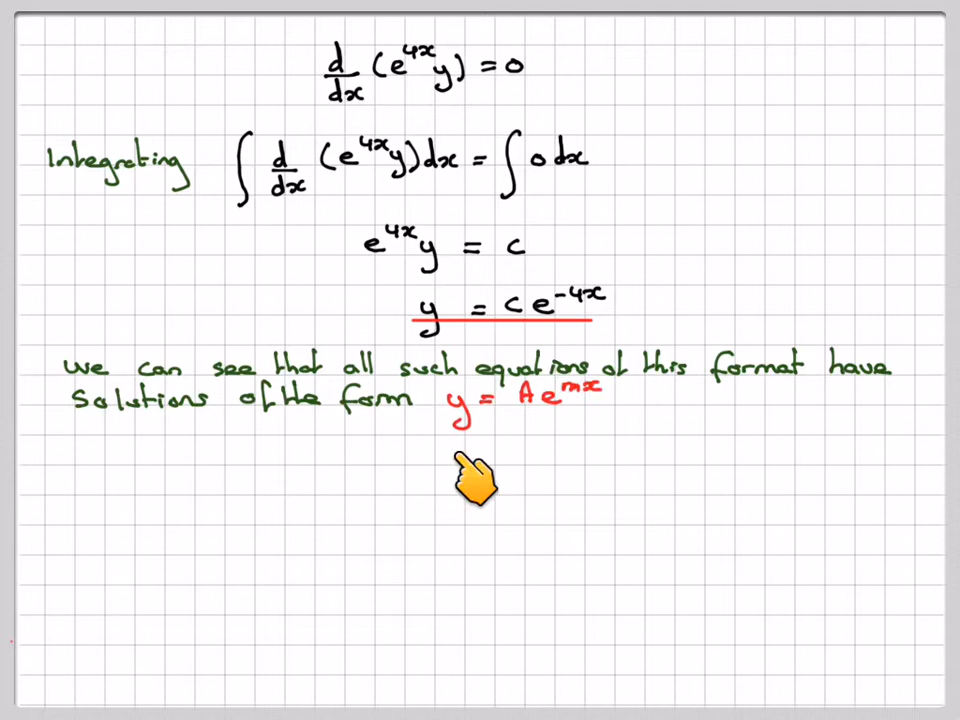 d/dx (e^4x y) = 0
Integrating ∫ d/dx (e^4x y) dx = ∫ 0 dx
e^4x y = c
y = c e^-4x
we can see that all such equations of this format have
solutions of the form y = A e^mx